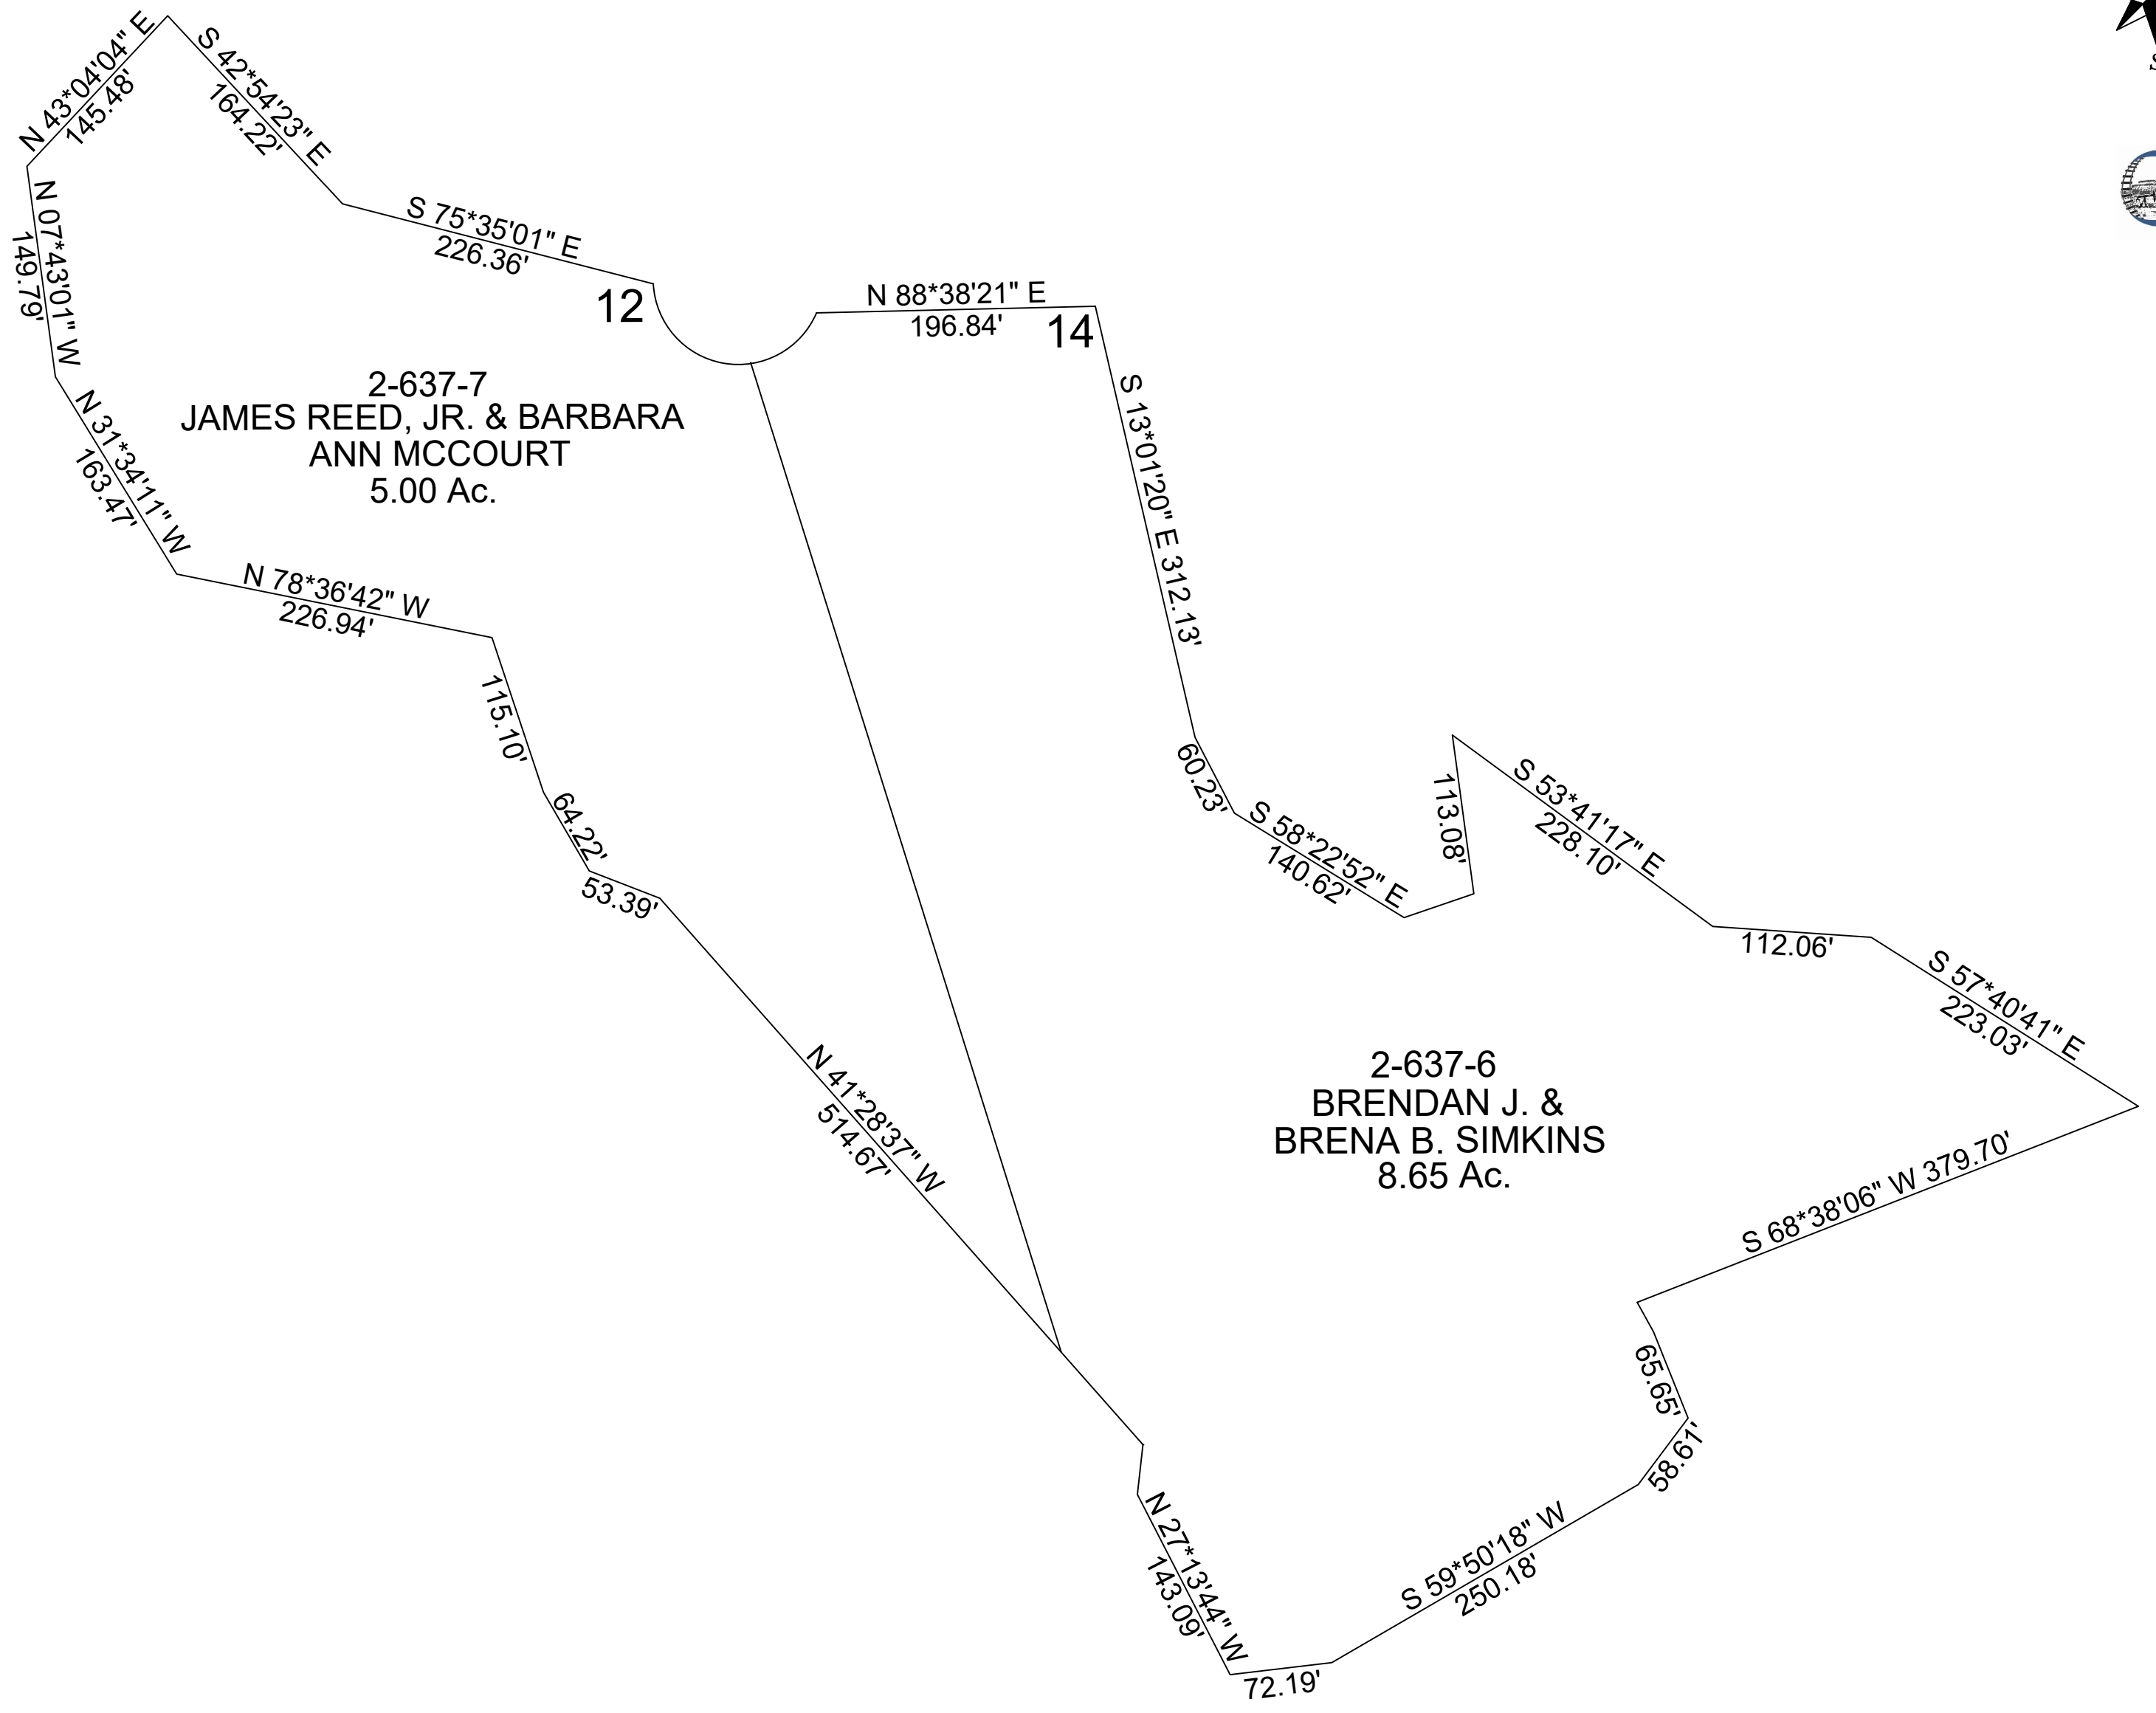 N 43*04'04" E
145.48'
S 42*54'23" E
164.22'
S 75*35'01" E
226.36'
12
N 88*38'21" E
196.84'
14
N 07*43'01" W
149.79'
2-637-7
JAMES REED, JR. & BARBARA
ANN MCCOURT
5.00 Ac.
N 31*34'11" W
163.47'
N 78*36'42" W
226.94'
115.10'
64.22'
53.39'
N 41*28'37" W
514.67'
S 13*01'20" E 312.13'
60.23'
S 58*22'52" E
140.62'
113.08'
S 53*41'17" E
228.10'
112.06'
S 57*40'41" E
223.03'
2-637-6
BRENDAN J. &
BRENA B. SIMKINS
8.65 Ac.
S 68*38'06" W 379.70'
65.65'
58.61'
S 59*50'18" W
250.18'
N 27*13'44" W
143.09'
72.19'